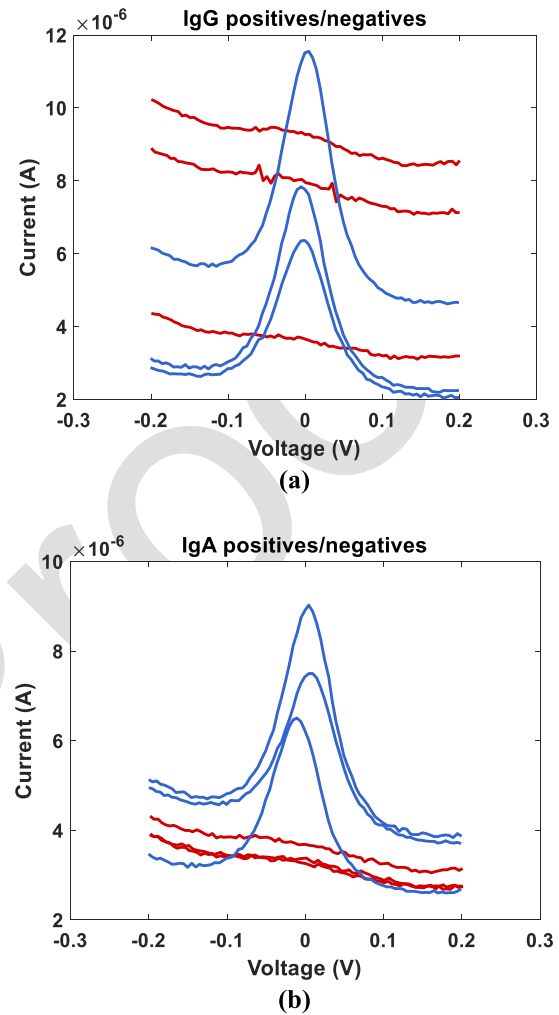 IgG positives/negatives
×10^-6
12
10
8
6
4
2
Current (A)
-0.3 -0.2 -0.1 0 0.1 0.2 0.3
Voltage (V)
(a)
IgA positives/negatives
×10^-6
10
8
6
4
2
Current (A)
-0.3 -0.2 -0.1 0 0.1 0.2 0.3
Voltage (V)
(b)